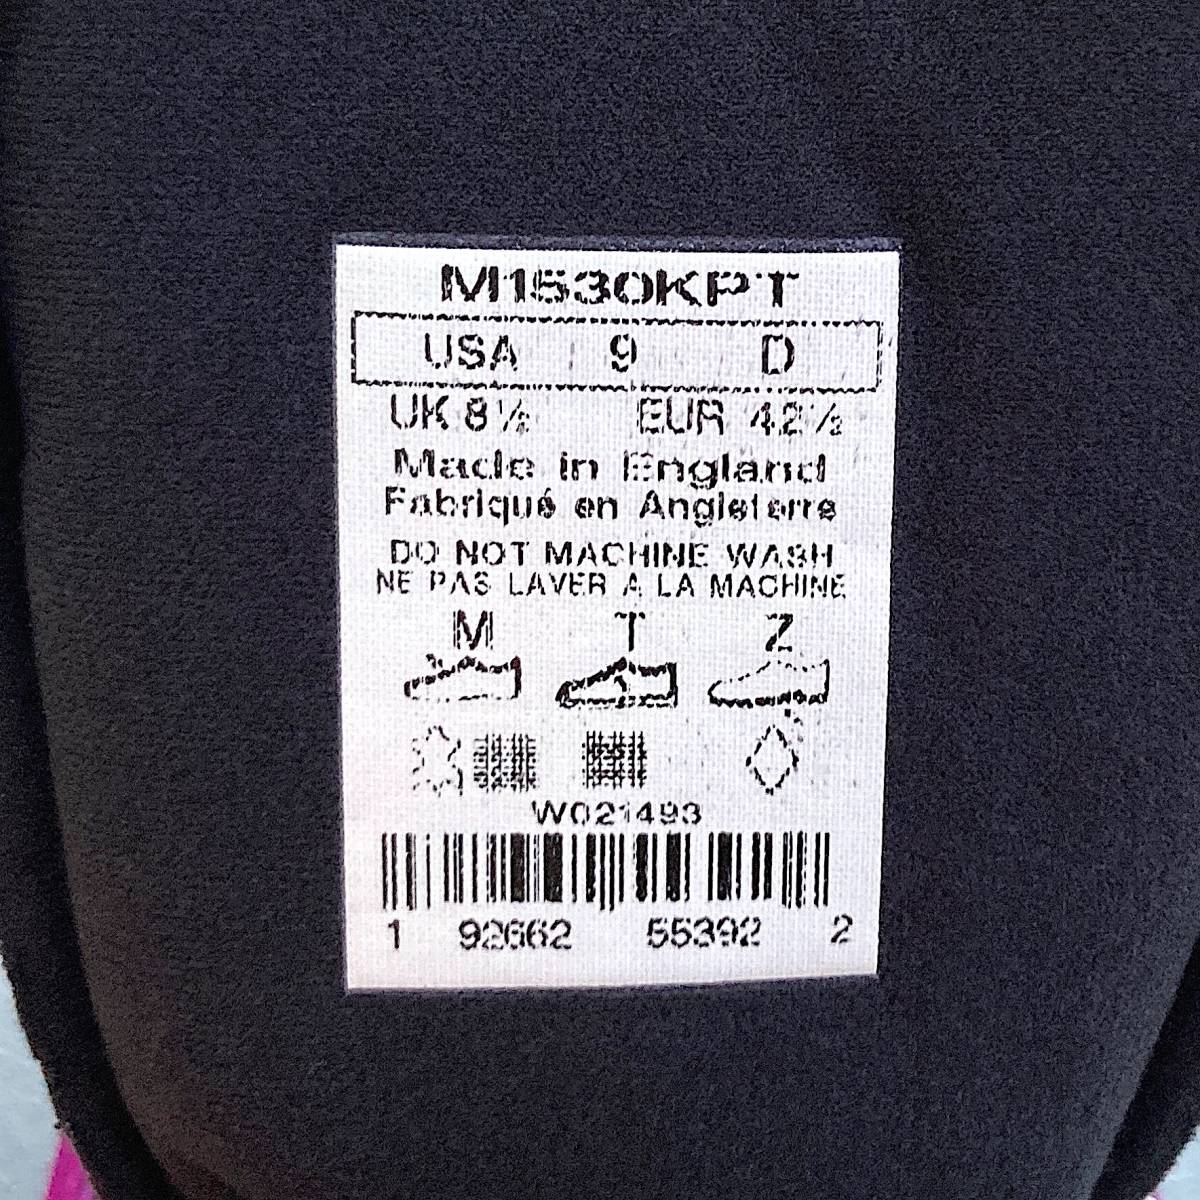 M1530KPT
USA 9 D
UK 8½ EUR 42½
Made in England
Fabriqué en Angleterre
DO NOT MACHINE WASH
NE PAS LAVER A LA MACHINE
M T Z
W021493
1 92662 55392 2